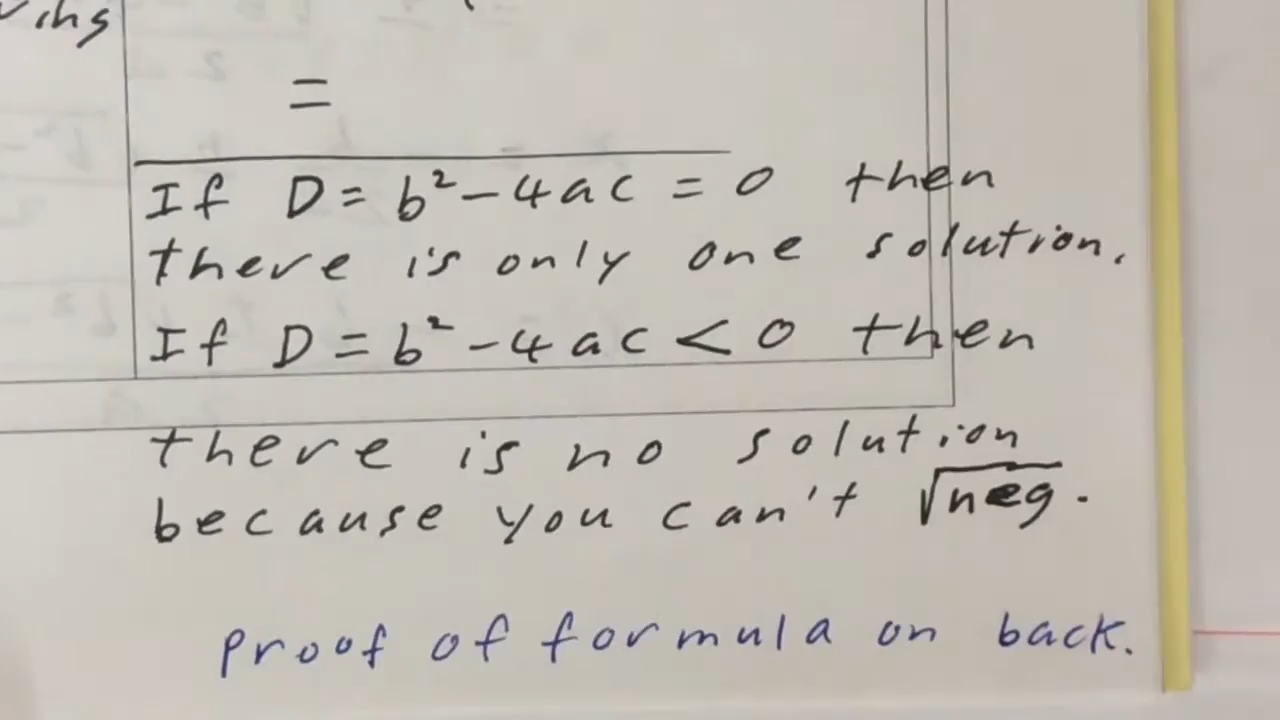 =
If D = b² - 4ac = 0 then
there is only one solution.
If D = b² - 4ac < 0 then
there is no solution
because you can't √neg.
proof of formula on back.